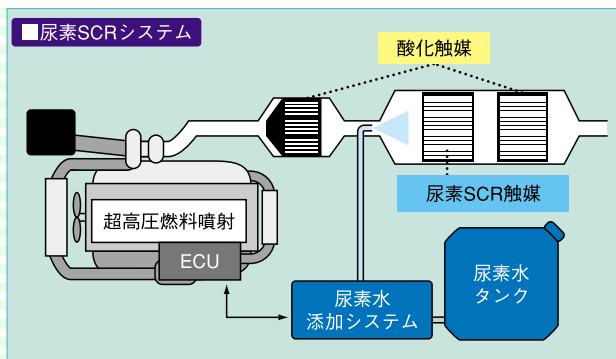 ■尿素SCRシステム
酸化触媒
尿素SCR触媒
超高圧燃料噴射
ECU
尿素水
添加システム
尿素水
タンク